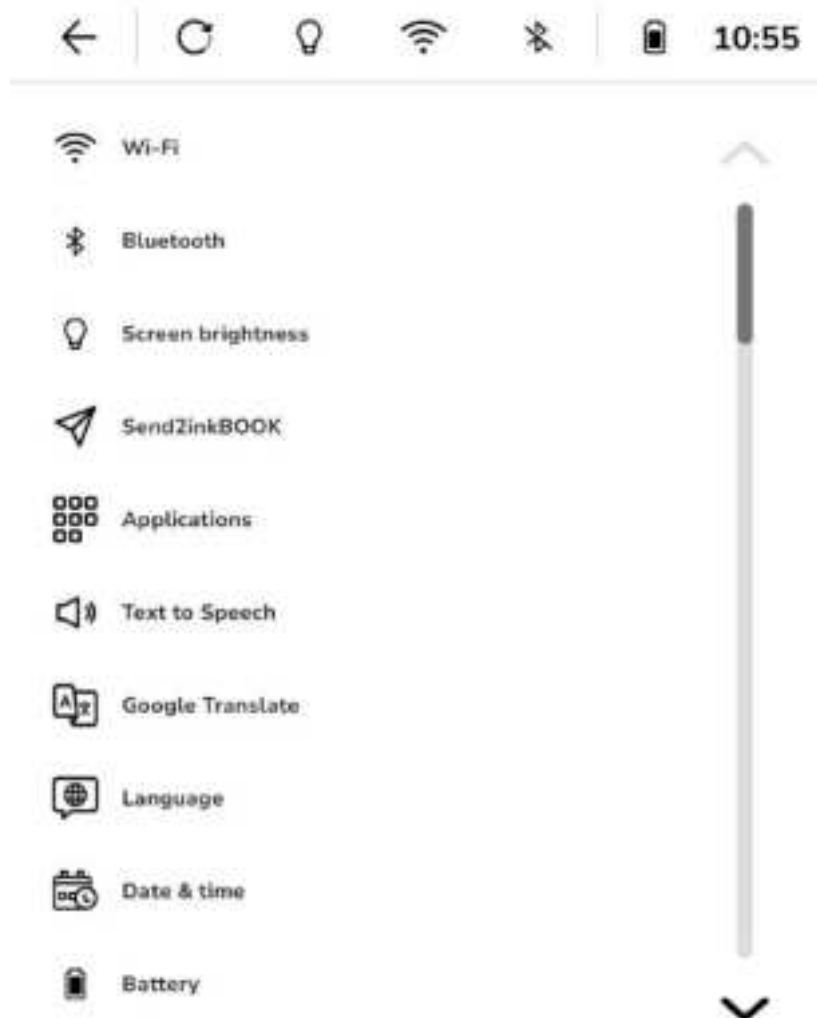 10:55
Wi-Fi
Bluetooth
Screen brightness
Send2inkBOOK
Applications
Text to Speech
Google Translate
Language
Date & time
Battery